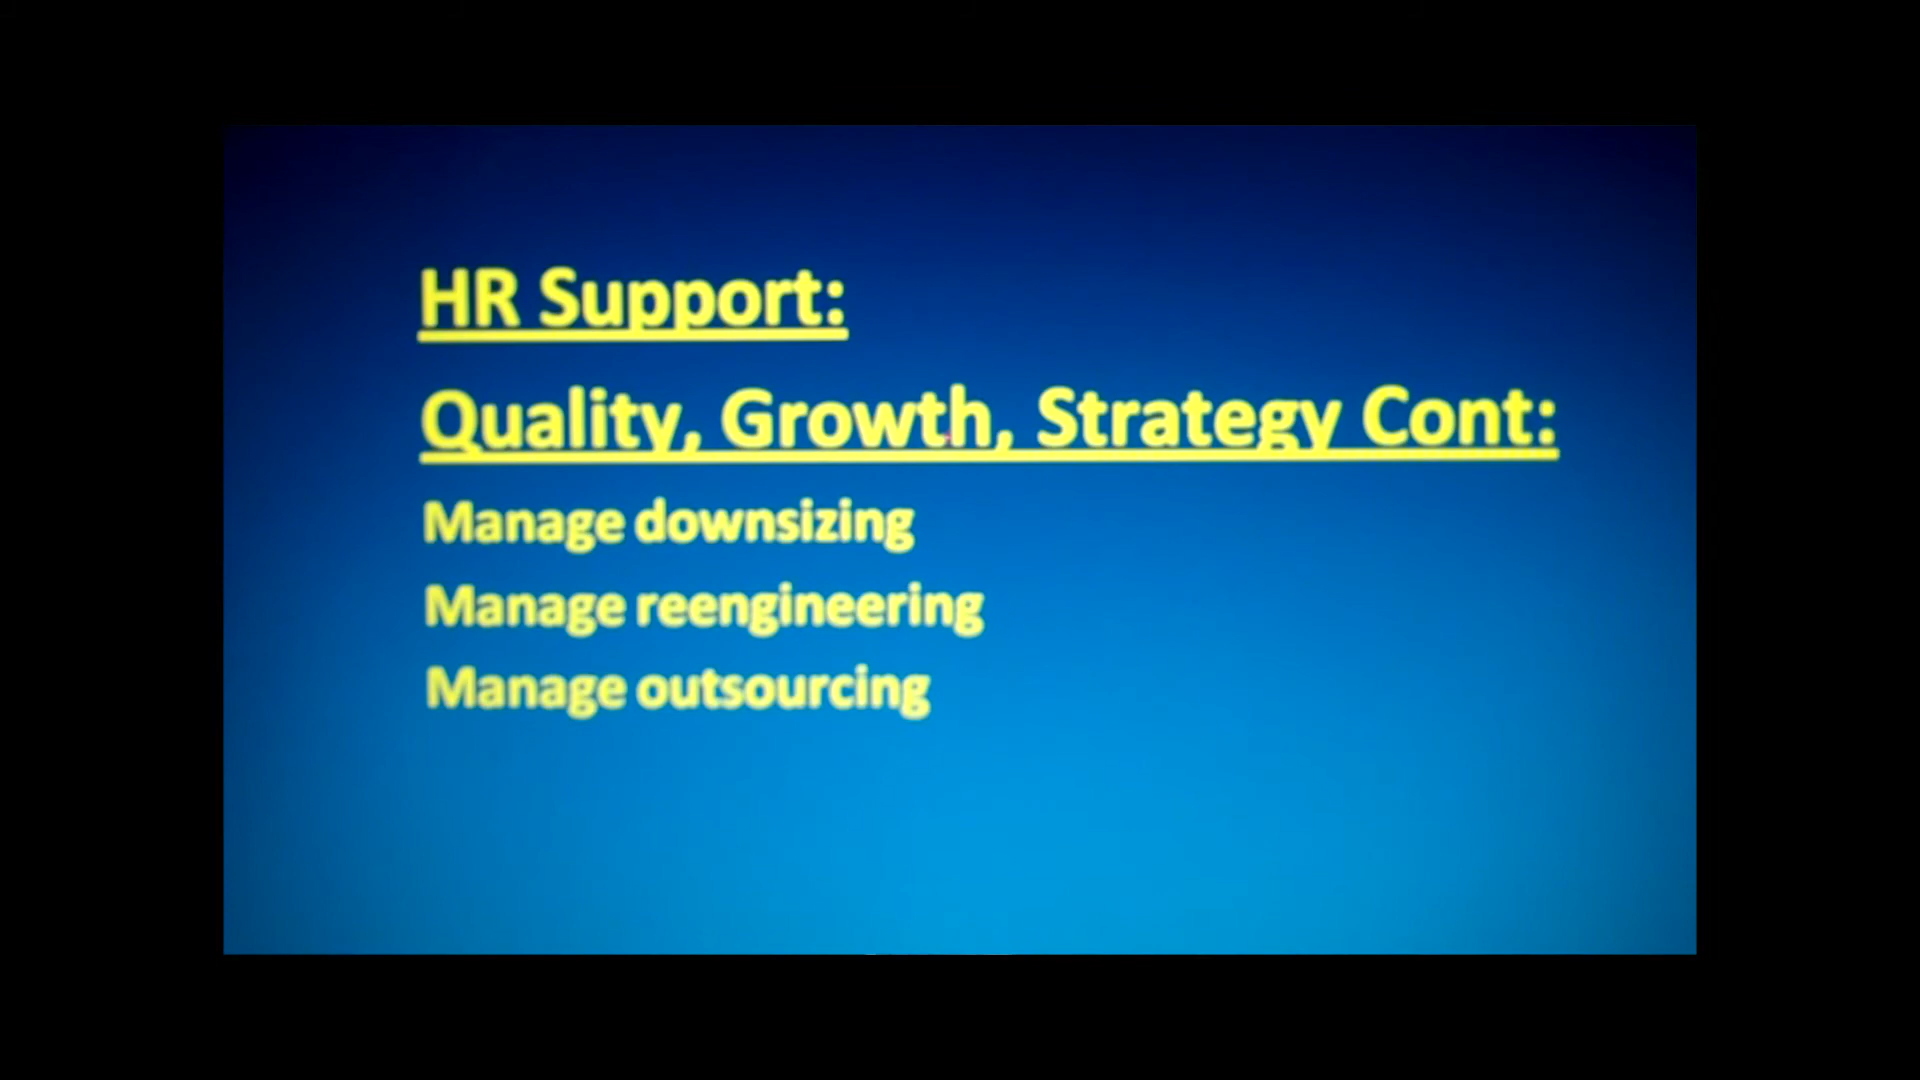 HR Support:
Quality, Growth, Strategy Cont:
Manage downsizing
Manage reengineering
Manage outsourcing